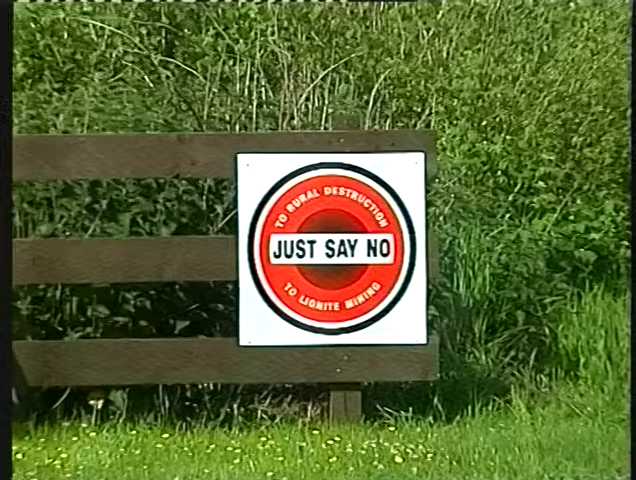 TO RURAL DESTRUCTION
JUST SAY NO
TO LIGNITE MINING